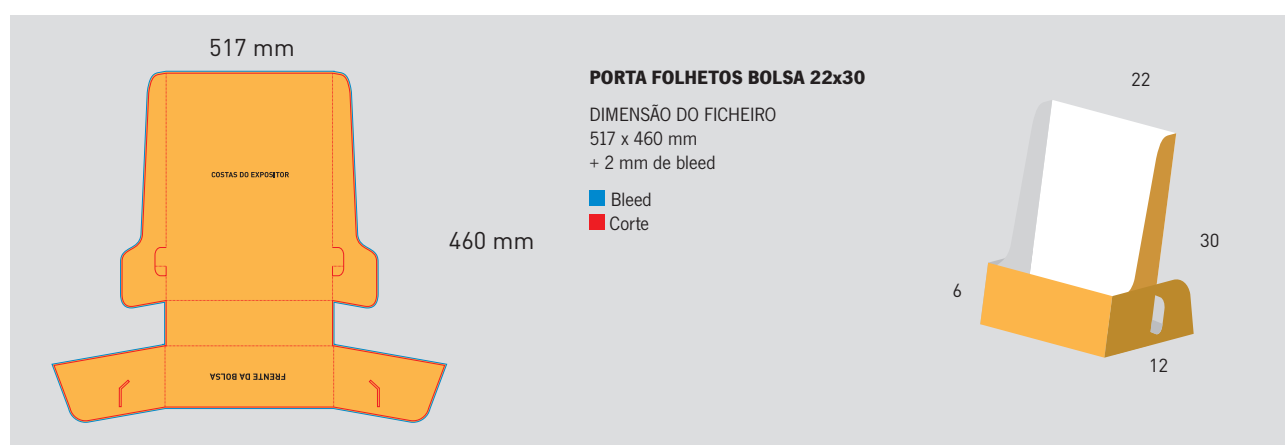 517 mm
COSTAS DO EXPOSITOR
460 mm
FRENTE DA BOLSA
PORTA FOLHETOS BOLSA 22x30
DIMENSÃO DO FICHEIRO
517 x 460 mm
+ 2 mm de bleed
Bleed
Corte
22
30
6
12